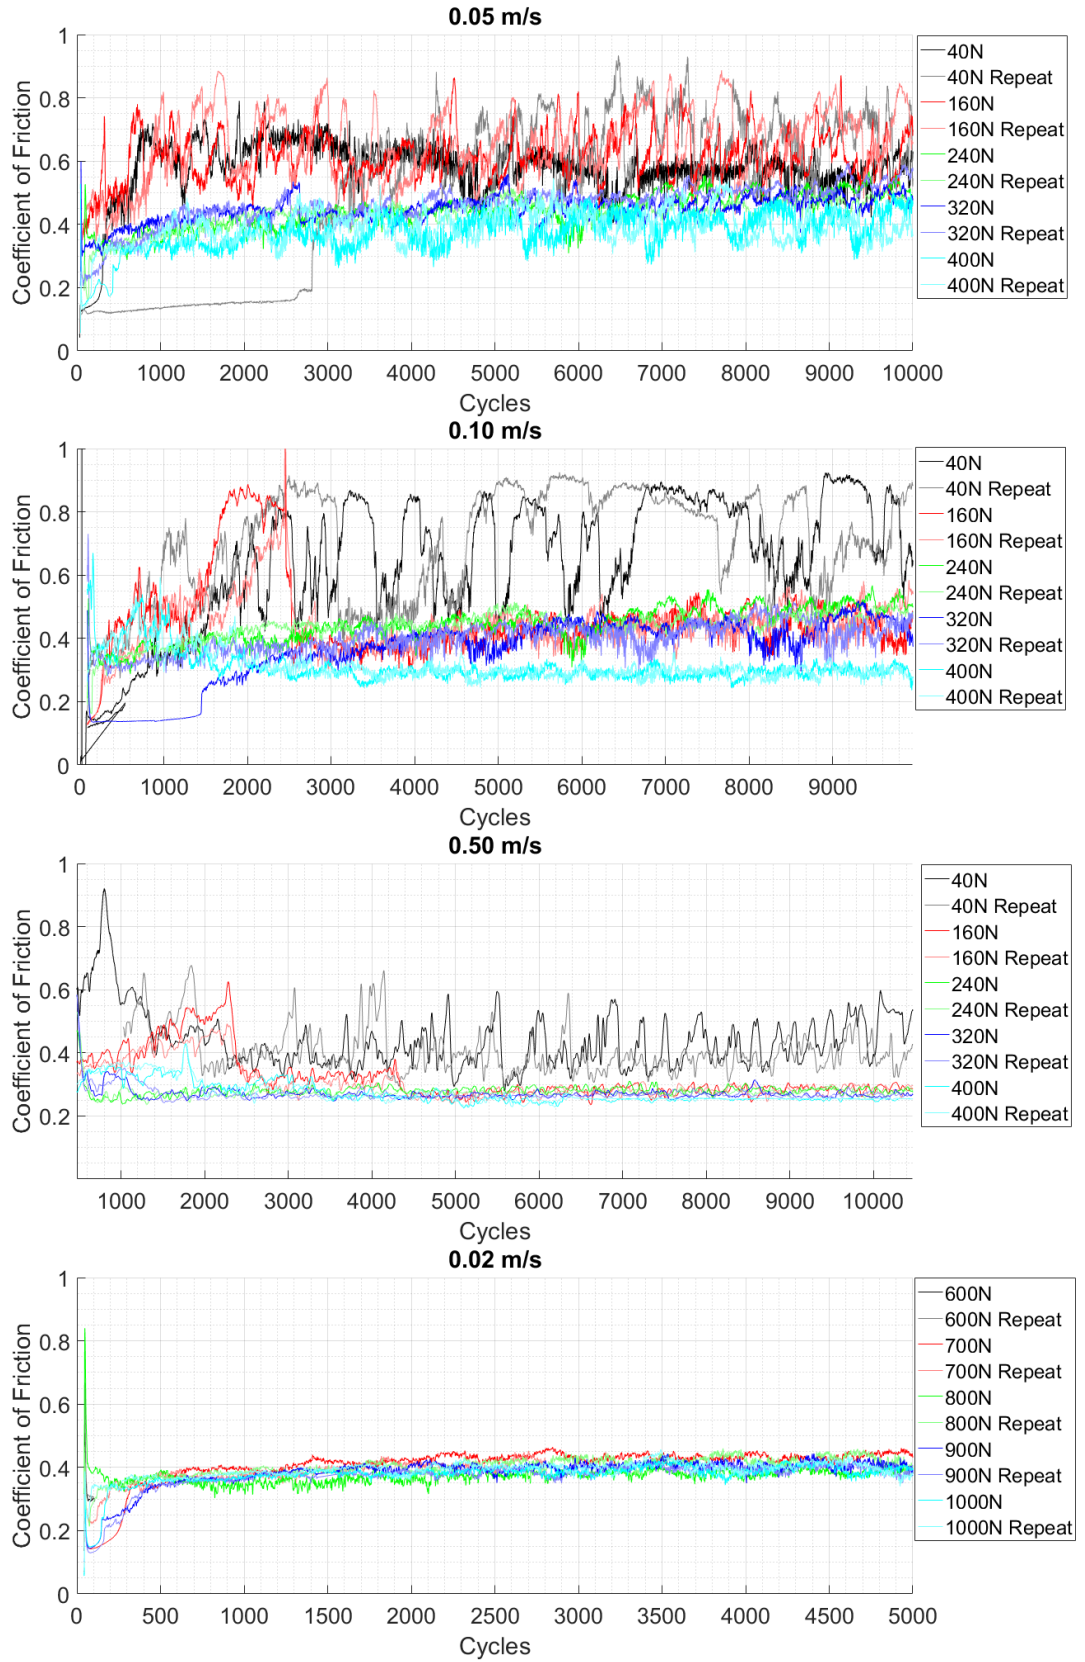 0.05 m/s
1
0.8
0.6
0.4
0.2
0
Coefficient of Friction
0 1000 2000 3000 4000 5000 6000 7000 8000 9000 10000
Cycles
40N
40N Repeat
160N
160N Repeat
240N
240N Repeat
320N
320N Repeat
400N
400N Repeat
0.10 m/s
1
0.8
0.6
0.4
0.2
0
Coefficient of Friction
0 1000 2000 3000 4000 5000 6000 7000 8000 9000
Cycles
40N
40N Repeat
160N
160N Repeat
240N
240N Repeat
320N
320N Repeat
400N
400N Repeat
0.50 m/s
1
0.8
0.6
0.4
0.2
Coefficient of Friction
1000 2000 3000 4000 5000 6000 7000 8000 9000 10000
Cycles
40N
40N Repeat
160N
160N Repeat
240N
240N Repeat
320N
320N Repeat
400N
400N Repeat
0.02 m/s
1
0.8
0.6
0.4
0.2
0
Coefficient of Friction
0 500 1000 1500 2000 2500 3000 3500 4000 4500 5000
Cycles
600N
600N Repeat
700N
700N Repeat
800N
800N Repeat
900N
900N Repeat
1000N
1000N Repeat